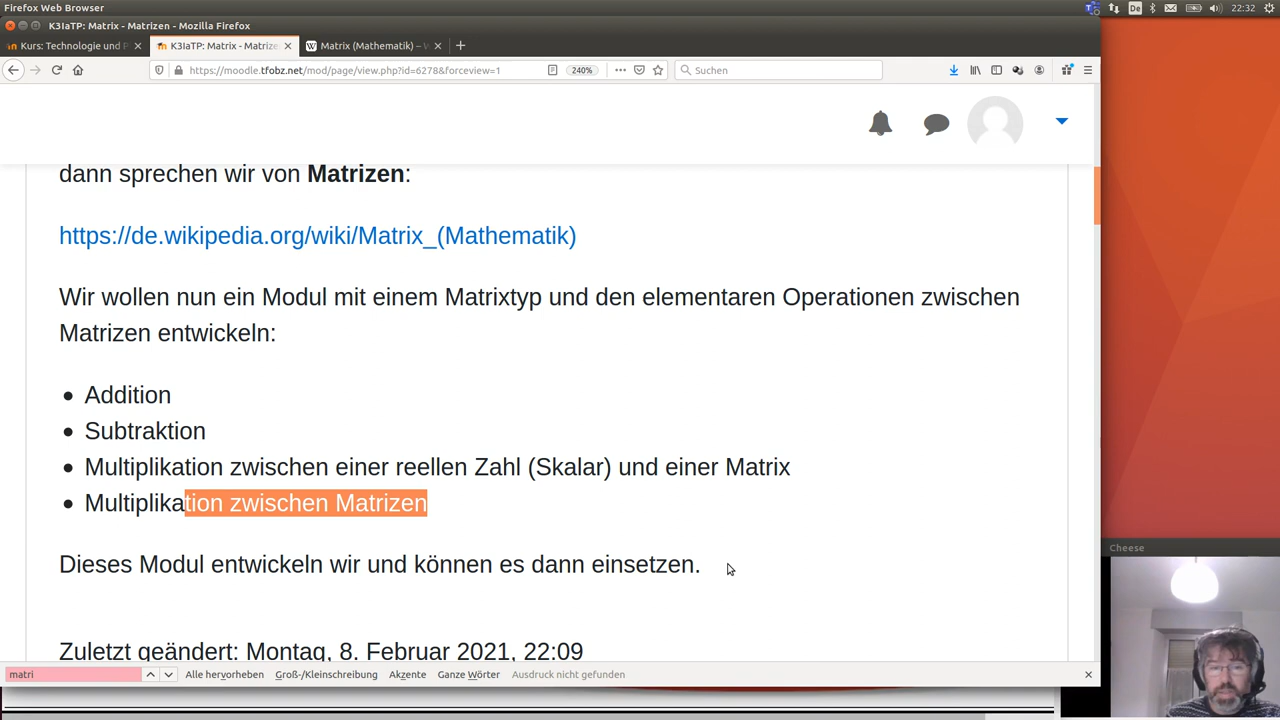 Firefox Web Browser
De
22:32
K3IaTP: Matrix - Matrizen - Mozilla Firefox
Kurs: Technologie und P
K3IaTP: Matrix - Matrize
Matrix (Mathematik) – W
https://moodle.tfobz.net/mod/page/view.php?id=6278&forceview=1
240%
Suchen
dann sprechen wir von Matrizen:
https://de.wikipedia.org/wiki/Matrix_(Mathematik)
Wir wollen nun ein Modul mit einem Matrixtyp und den elementaren Operationen zwischen
Matrizen entwickeln:
• Addition
• Subtraktion
• Multiplikation zwischen einer reellen Zahl (Skalar) und einer Matrix
• Multiplikation zwischen Matrizen
Dieses Modul entwickeln wir und können es dann einsetzen.
Cheese
Zuletzt geändert: Montag, 8. Februar 2021, 22:09
matri
Alle hervorheben
Groß-/Kleinschreibung
Akzente
Ganze Wörter
Ausdruck nicht gefunden